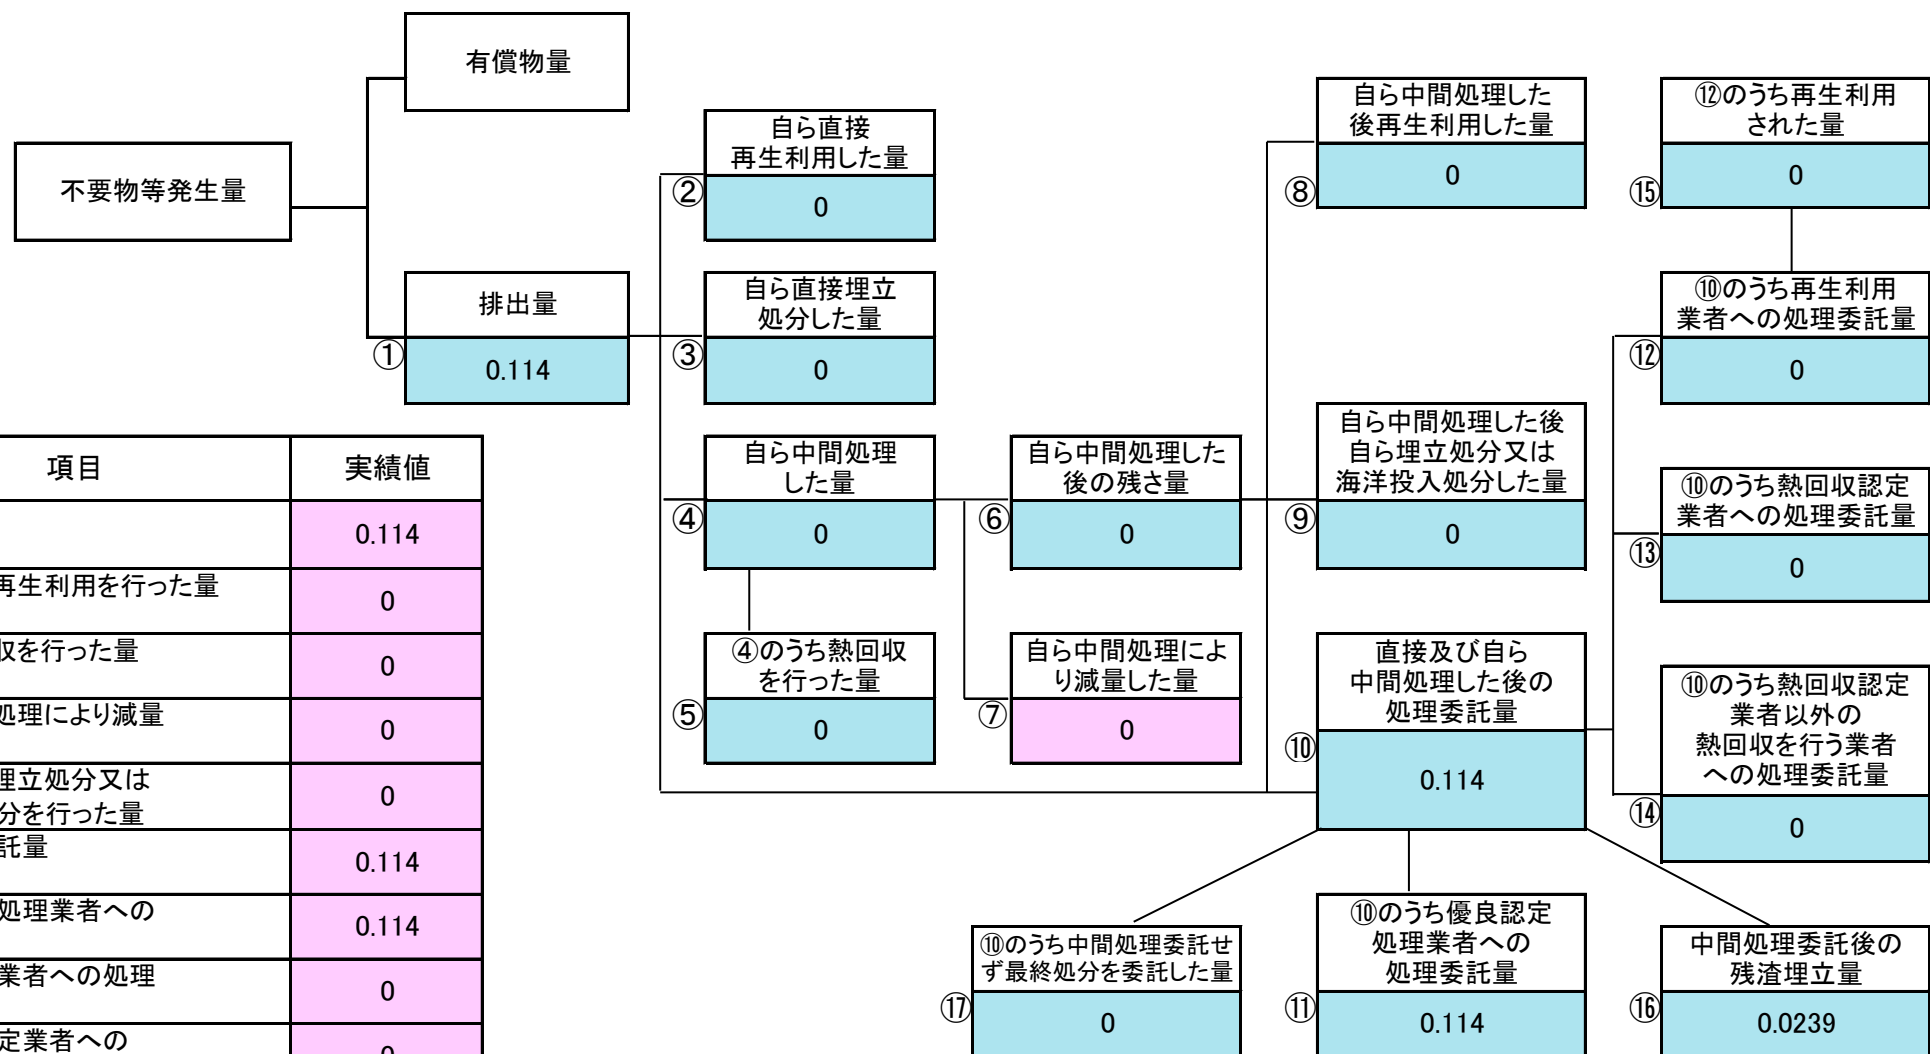 有償物量
不要物等発生量
排出量
①
0.114
自ら直接
再生利用した量
②
0
自ら直接埋立
処分した量
③
0
自ら中間処理
した量
④
0
④のうち熱回収
を行った量
⑤
0
自ら中間処理した
後の残さ量
⑥
0
自ら中間処理によ
り減量した量
⑦
0
自ら中間処理した
後再生利用した量
⑧
0
自ら中間処理した後
自ら埋立処分又は
海洋投入処分した量
⑨
0
直接及び自ら
中間処理した後の
処理委託量
⑩
0.114
⑫のうち再生利用
された量
⑮
0
⑩のうち再生利用
業者への処理委託量
⑫
0
⑩のうち熱回収認定
業者への処理委託量
⑬
0
⑩のうち熱回収認定
業者以外の
熱回収を行う業者
への処理委託量
⑭
0
⑩のうち中間処理委託せ
ず最終処分を委託した量
⑰
0
⑩のうち優良認定
処理業者への
処理委託量
⑪
0.114
中間処理委託後の
残渣埋立量
⑯
0.0239
項目 実績値
0.114
再生利用を行った量 0
を行った量 0
処理により減量 0
埋立処分又は
分を行った量 0
託量 0.114
処理業者への 0.114
業者への処理 0
定業者への